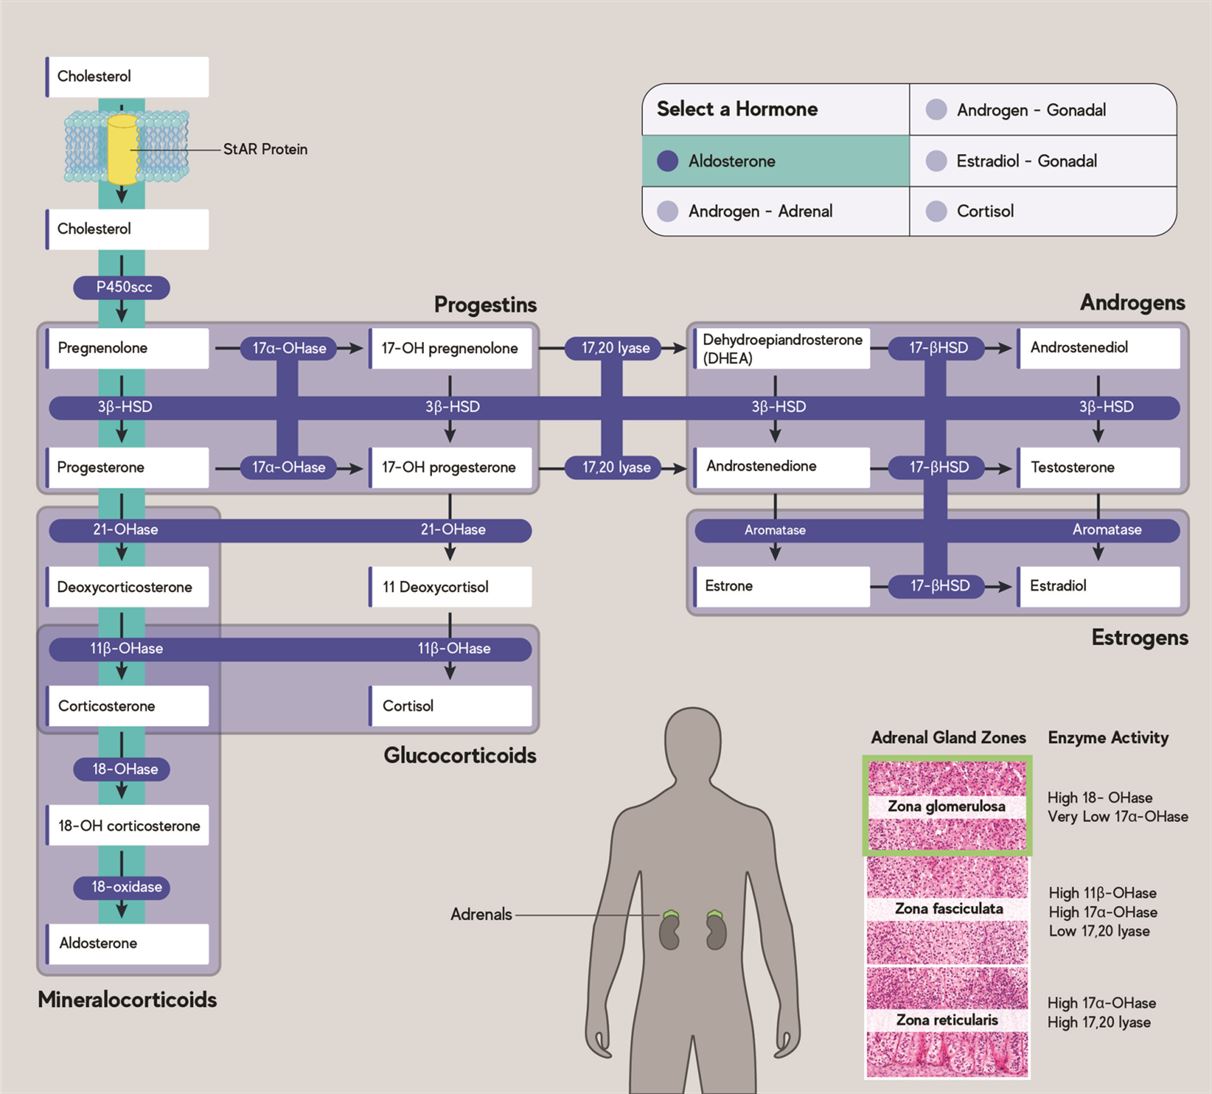 Cholesterol
StAR Protein
Cholesterol
P450scc
Select a Hormone
Androgen - Gonadal
Aldosterone
Estradiol - Gonadal
Androgen - Adrenal
Cortisol
Progestins
Androgens
Pregnenolone
17α-OHase
17-OH pregnenolone
17,20 lyase
Dehydroepiandrosterone
(DHEA)
17-βHSD
Androstenediol
3β-HSD
3β-HSD
3β-HSD
3β-HSD
Progesterone
17α-OHase
17-OH progesterone
17,20 lyase
Androstenedione
17-βHSD
Testosterone
21-OHase
21-OHase
Aromatase
Aromatase
Deoxycorticosterone
11 Deoxycortisol
Estrone
17-βHSD
Estradiol
Estrogens
11β-OHase
11β-OHase
Corticosterone
Cortisol
Glucocorticoids
18-OHase
18-OH corticosterone
18-oxidase
Aldosterone
Mineralocorticoids
Adrenals
Adrenal Gland Zones
Enzyme Activity
Zona glomerulosa
High 18- OHase
Very Low 17α-OHase
Zona fasciculata
High 11β-OHase
High 17α-OHase
Low 17,20 lyase
Zona reticularis
High 17α-OHase
High 17,20 lyase